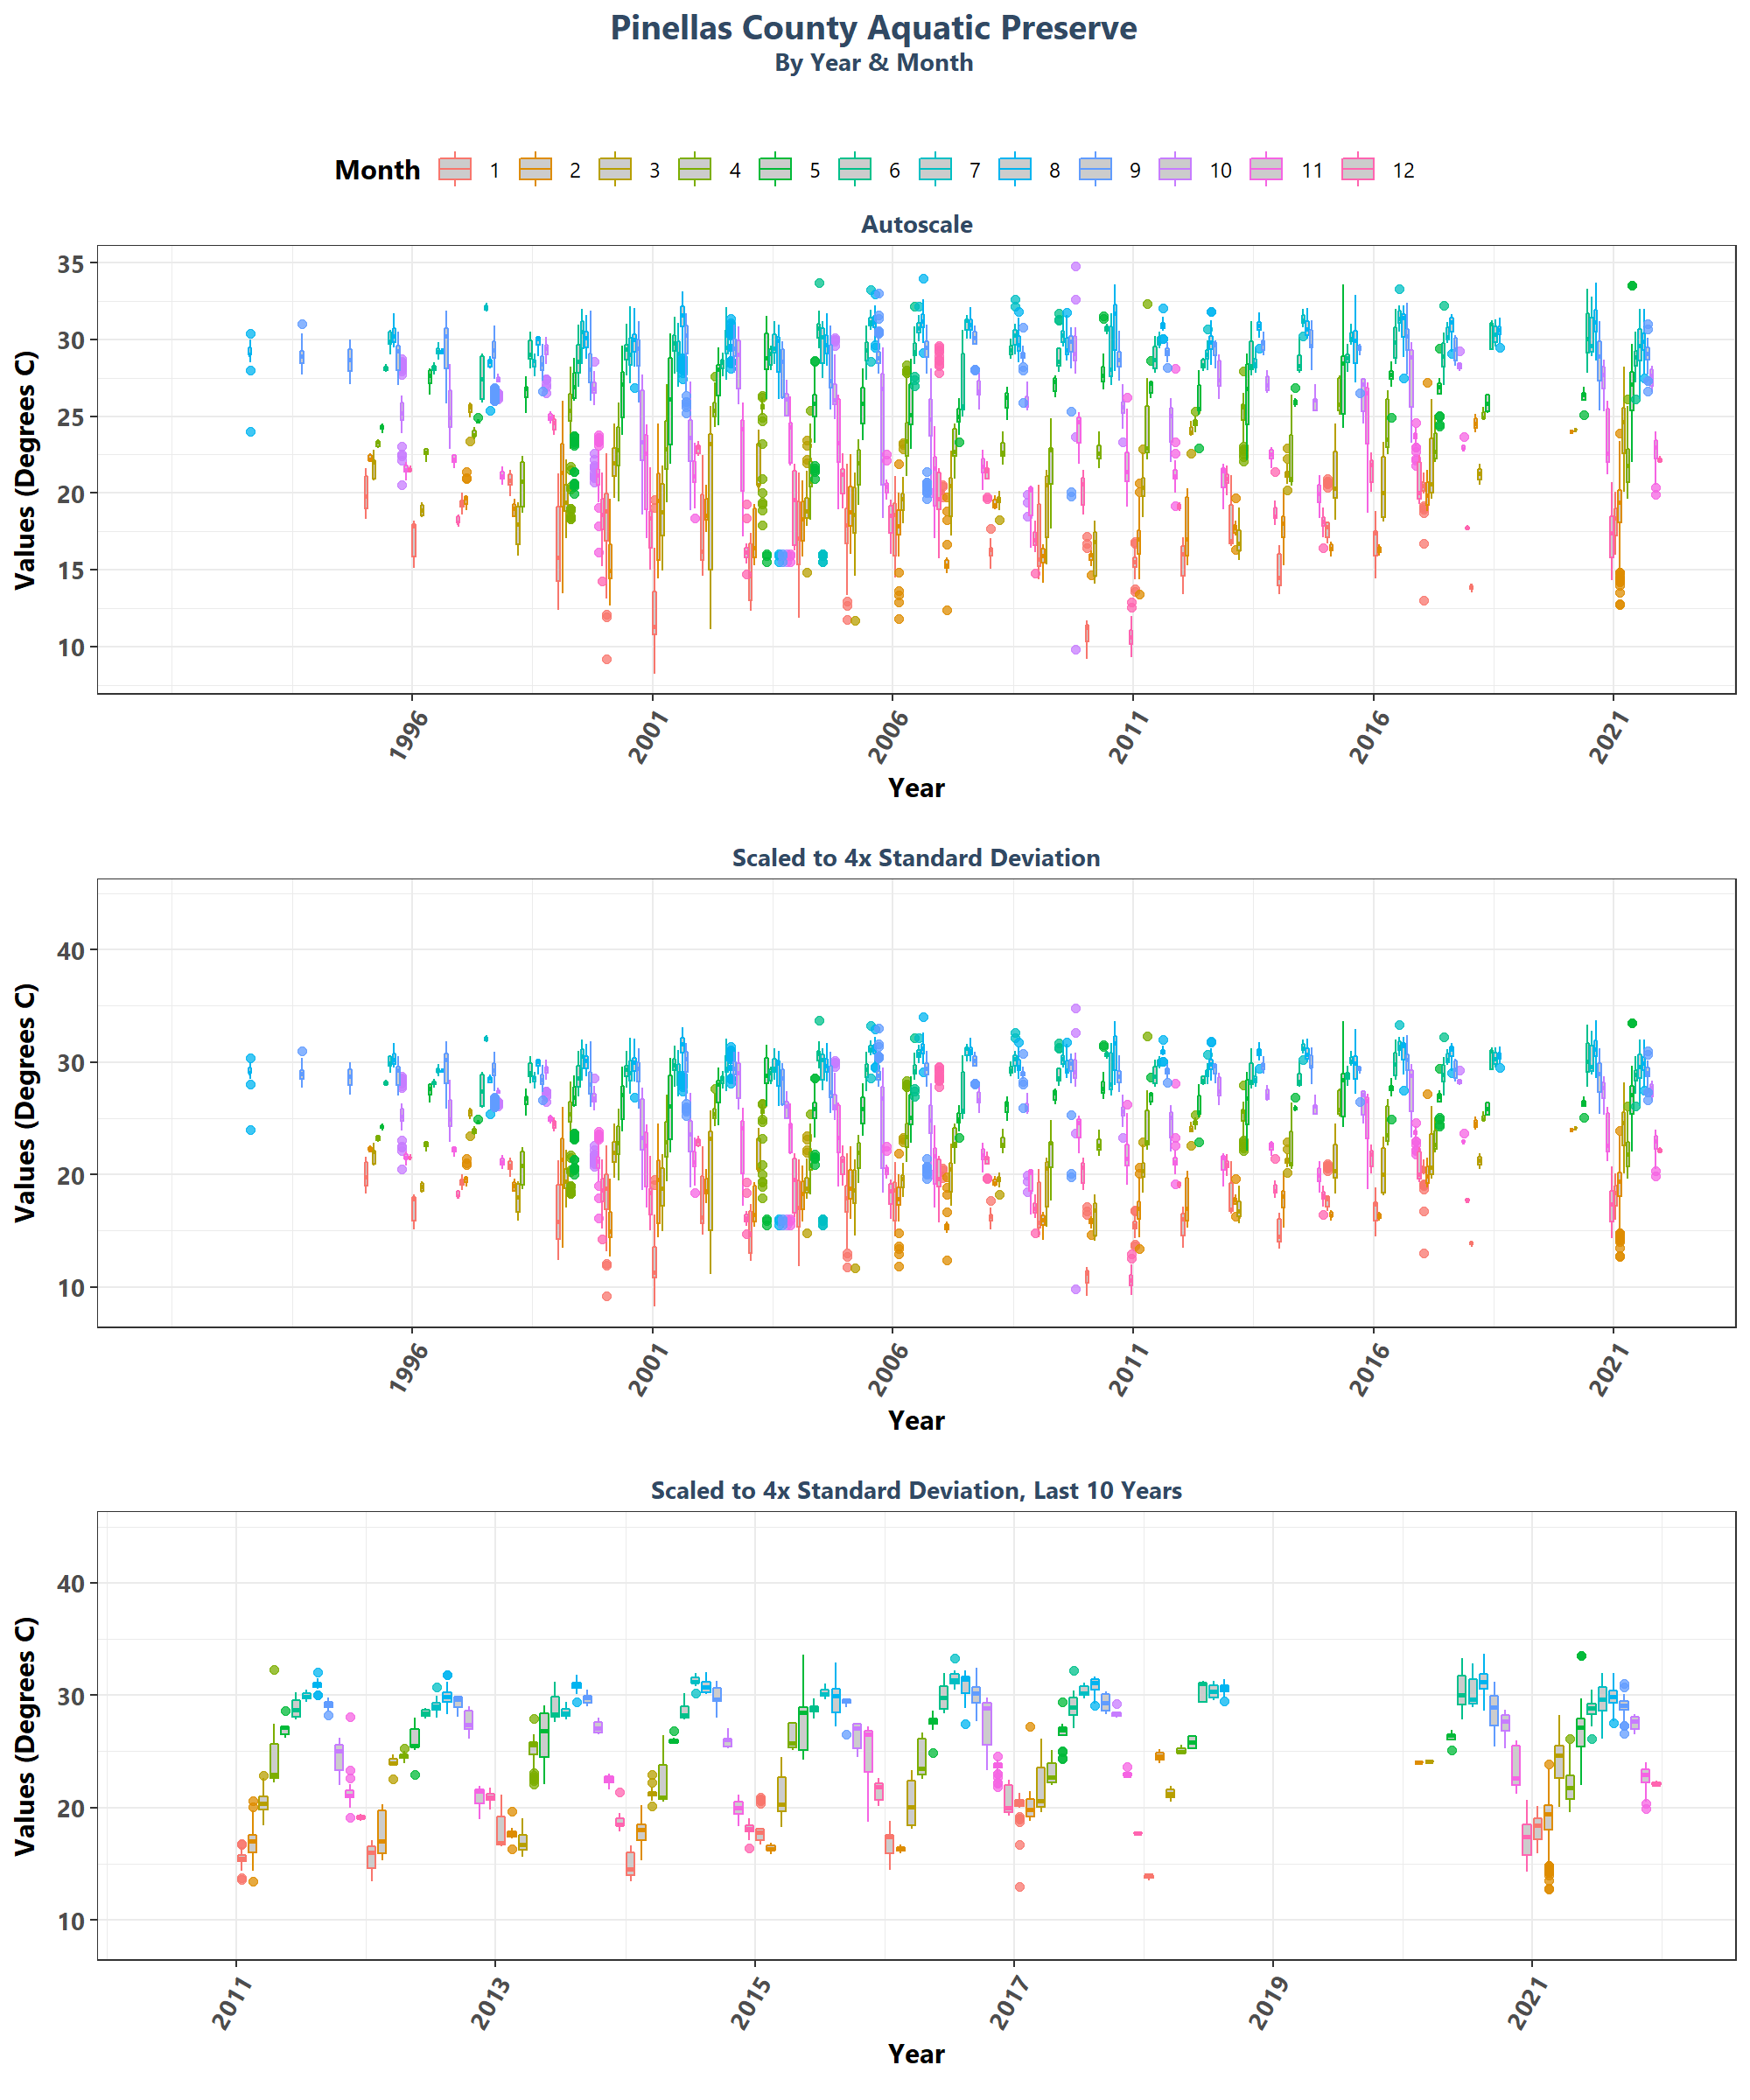 Pinellas County Aquatic Preserve
By Year & Month
Month 1 2 3 4 5 6 7 8 9 10 11 12
Autoscale
Values (Degrees C)
35
30
25
20
15
10
1996 2001 2006 2011 2016 2021
Year
Scaled to 4x Standard Deviation
Values (Degrees C)
40
30
20
10
1996 2001 2006 2011 2016 2021
Year
Scaled to 4x Standard Deviation, Last 10 Years
Values (Degrees C)
40
30
20
10
2011 2013 2015 2017 2019 2021
Year